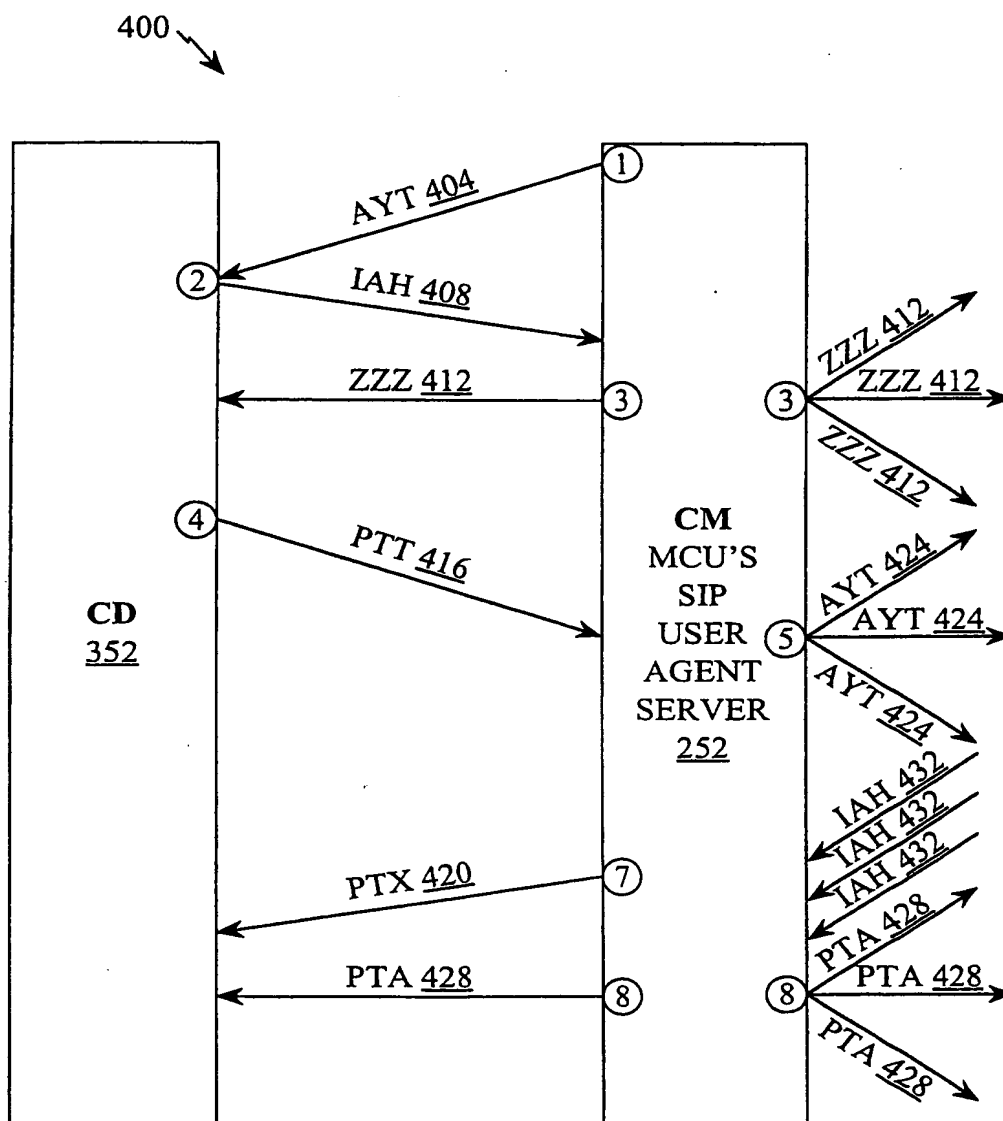 400
1
AYT 404
2
IAH 408
ZZZ 412
3
3
ZZZ 412
ZZZ 412
ZZZ 412
4
PTT 416
CD
352
CM
MCU'S
SIP
USER
AGENT
SERVER
252
5
AYT 424
AYT 424
AYT 424
IAH 432
IAH 432
IAH 432
PTX 420
7
PTA 428
8
8
PTA 428
PTA 428
PTA 428